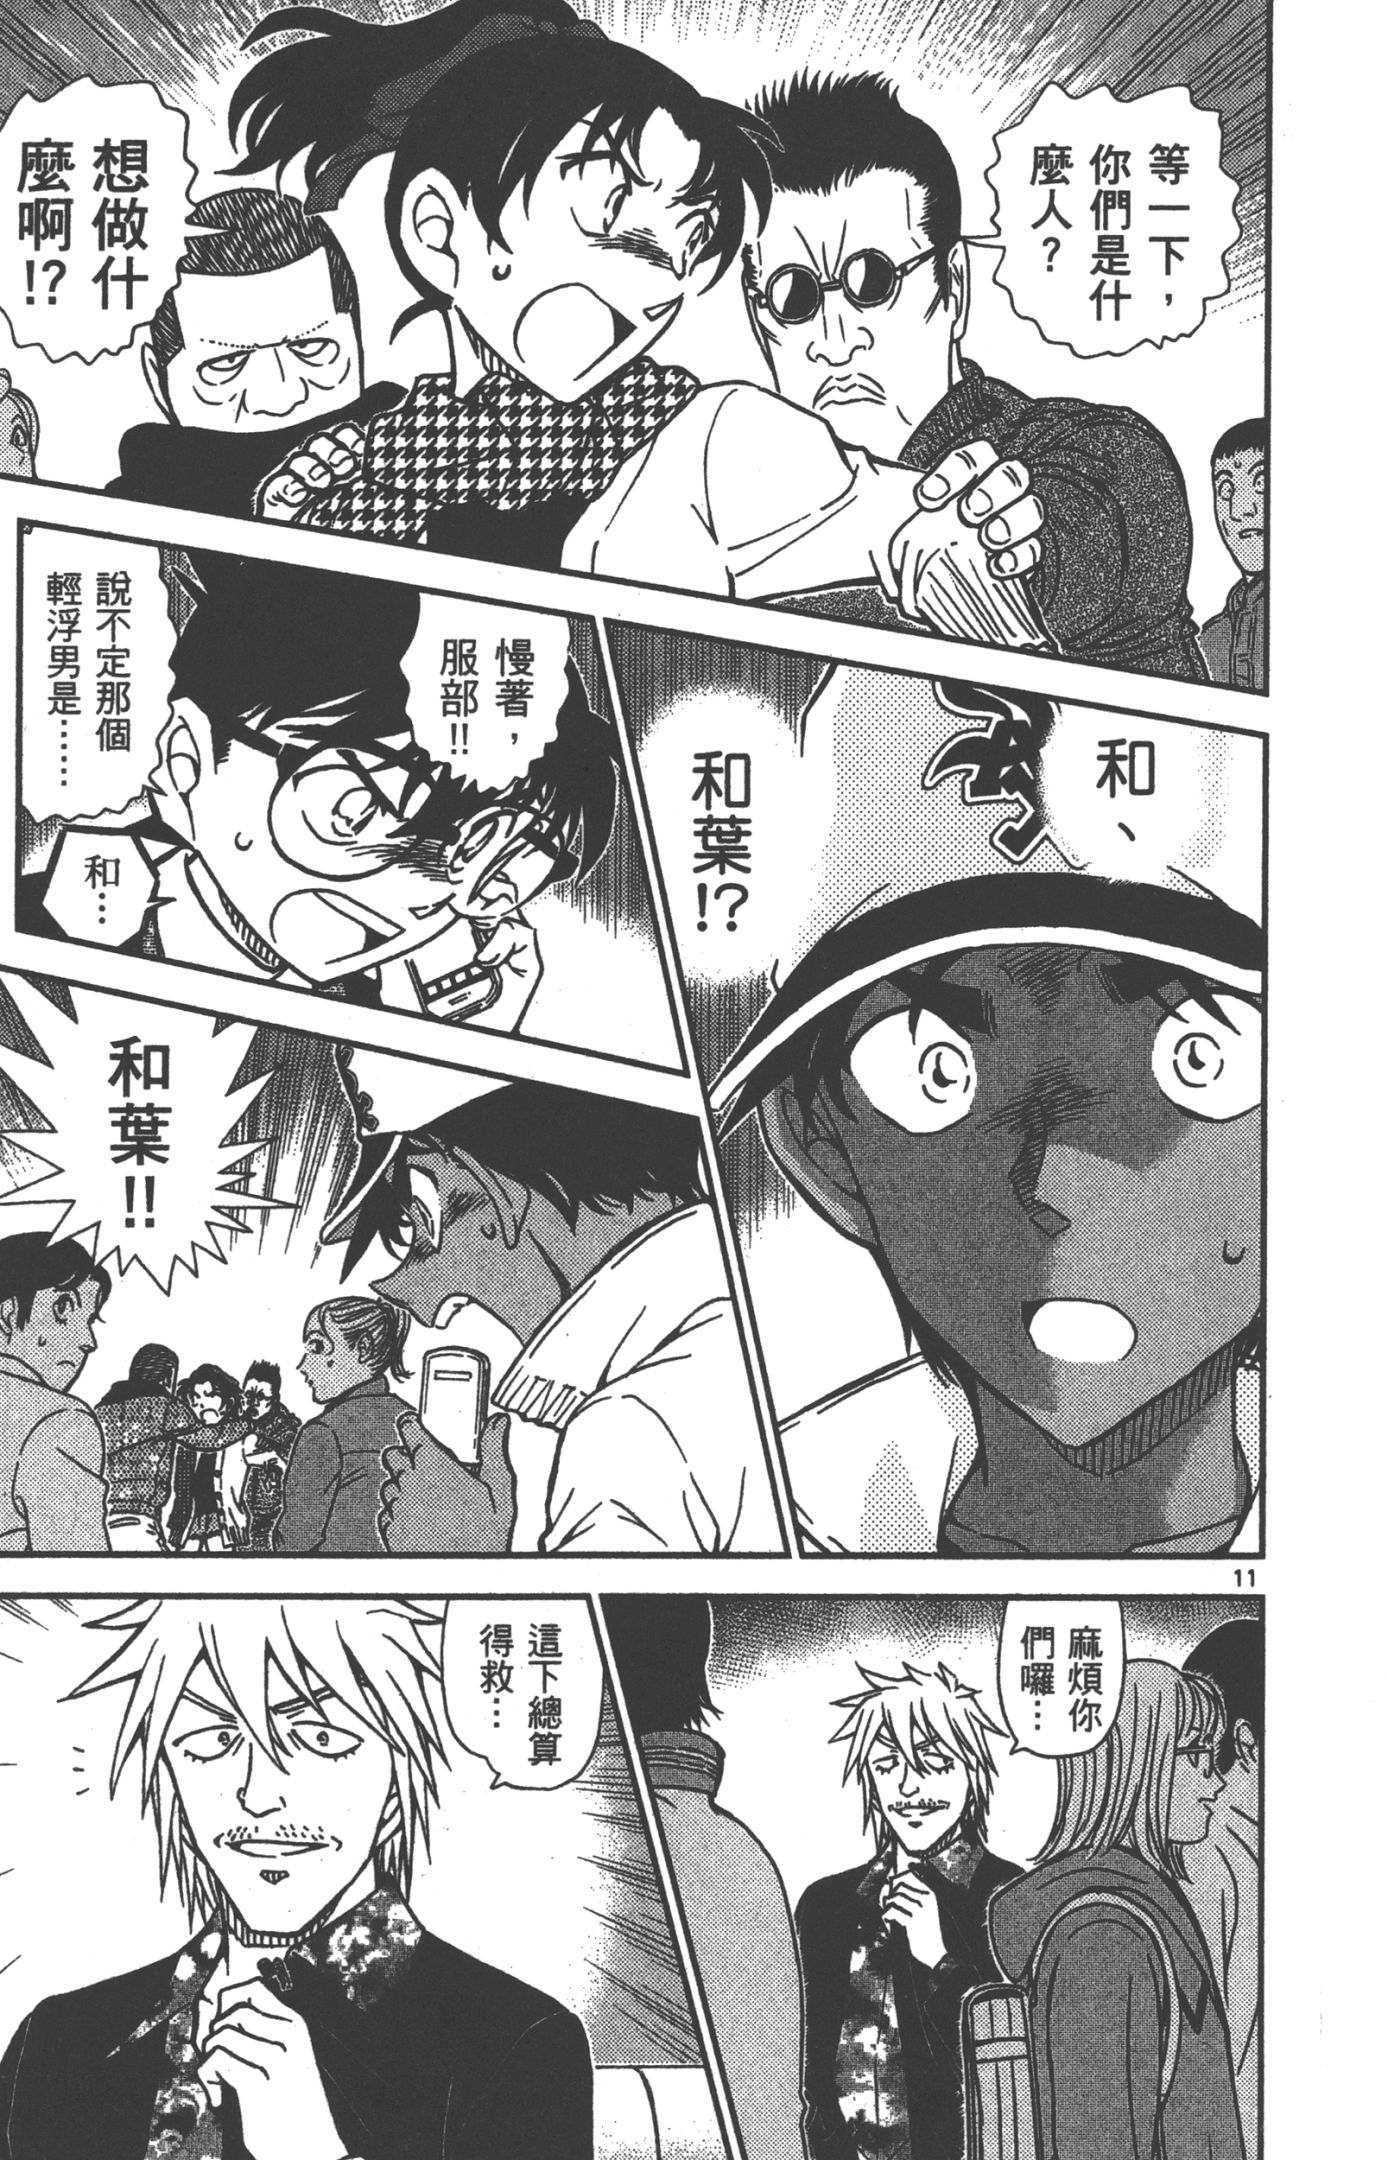 等一下，
你們是什
麼人？
想做什
麼啊!?
和、
和葉!?
慢著，
服部!!
說不定那個
輕浮男是……
和…
和葉!!
11
麻煩你
們囉…
這下總算
得救…